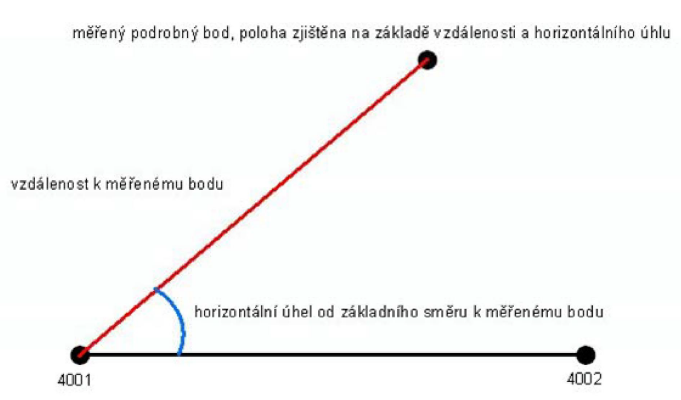 měřený podrobný bod, poloha zjištěna na základě vzdálenosti a horizontálního úhlu
vzdálenost k měřenému bodu
horizontální úhel od základního směru k měřenému bodu
4001
4002